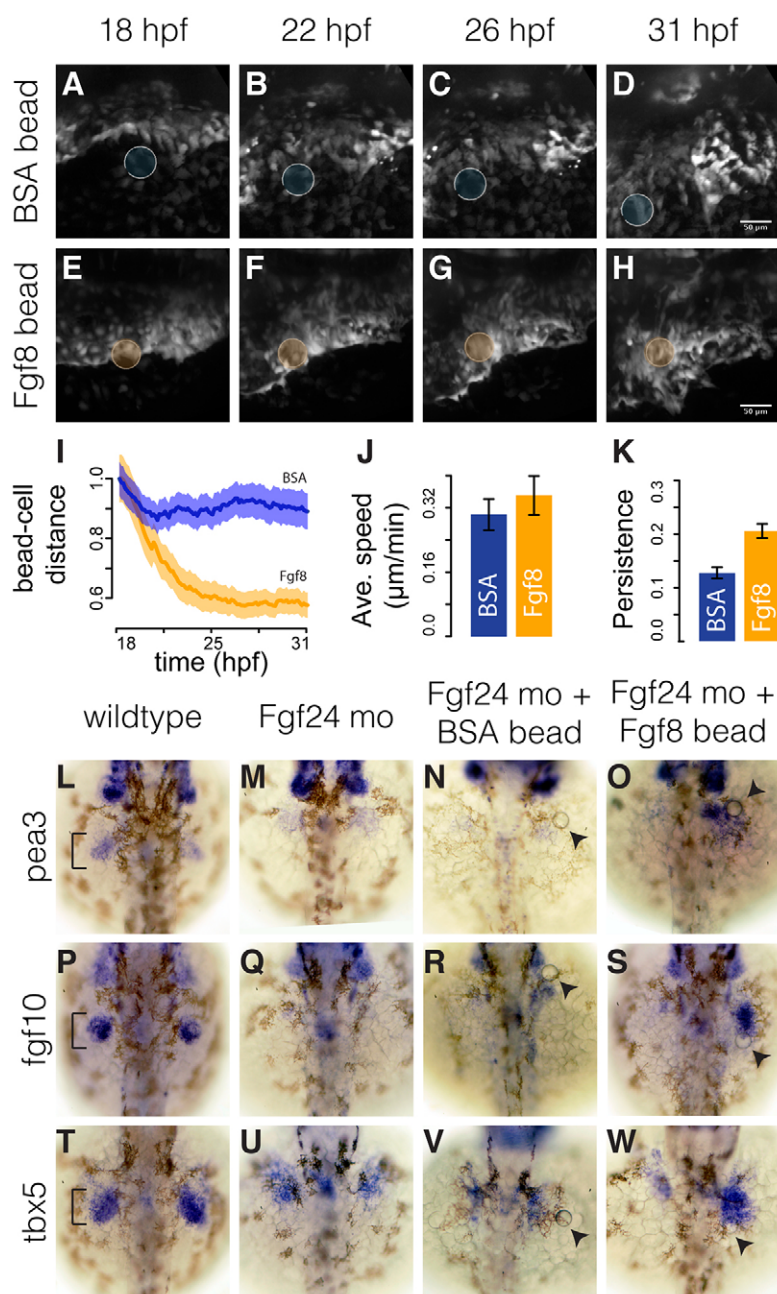 18 hpf 22 hpf 26 hpf 31 hpf
BSA bead
A B C D
50 µm
Fgf8 bead
E F G H
50 µm
I J K
bead-cell
distance
1.0
0.8
0.6
BSA
Fgf8
18 25 31
time (hpf)
Ave. speed
(µm/min)
0.32
0.16
0.0
BSA Fgf8
Persistence
0.3
0.2
0.1
0.0
BSA Fgf8
wildtype
Fgf24 mo
Fgf24 mo +
BSA bead
Fgf24 mo +
Fgf8 bead
pea3
L M N O
fgf10
P Q R S
tbx5
T U V W